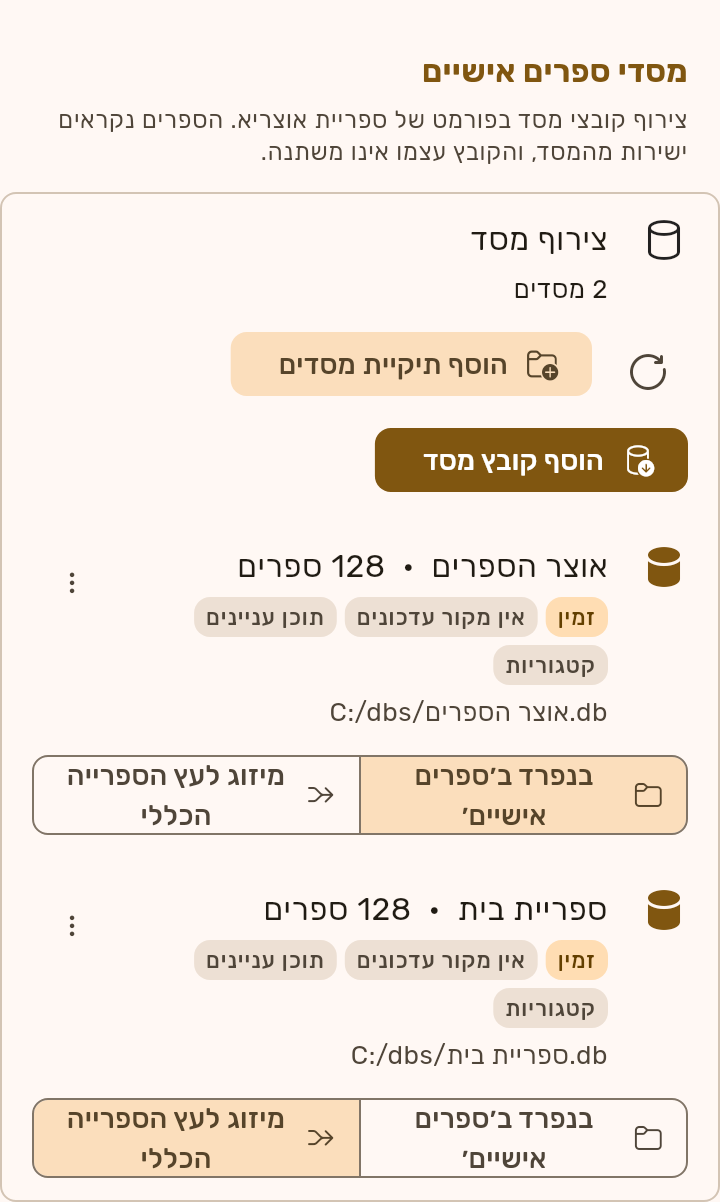 מסדי ספרים אישיים
צירוף קובצי מסד בפורמט של ספריית אוצריא. הספרים נקראים
ישירות מהמסד, והקובץ עצמו אינו משתנה.
צירוף מסד
2 מסדים
הוסף תיקיית מסדים
הוסף קובץ מסד
אוצר הספרים • 128 ספרים
זמין
אין מקור עדכונים
תוכן עניינים
קטגוריות
C:/dbs/אוצר הספרים.db
בנפרד ב׳ספרים
אישיים׳
מיזוג לעץ הספרייה
הכללי
ספריית בית • 128 ספרים
זמין
אין מקור עדכונים
תוכן עניינים
קטגוריות
C:/dbs/ספריית בית.db
בנפרד ב׳ספרים
אישיים׳
מיזוג לעץ הספרייה
הכללי